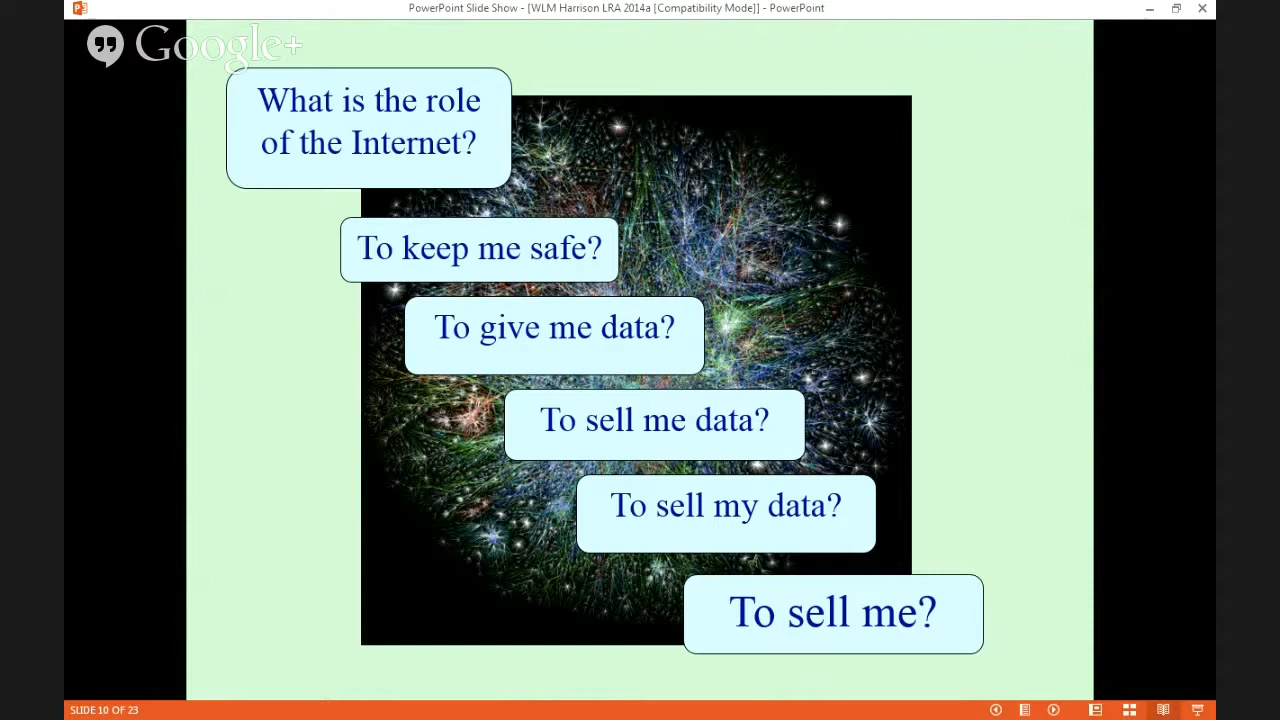 PowerPoint Slide Show - [WLM Harrison LRA 2014a [Compatibility Mode]] - PowerPoint
Google+
What is the role
of the Internet?
To keep me safe?
To give me data?
To sell me data?
To sell my data?
To sell me?
SLIDE 10 OF 23